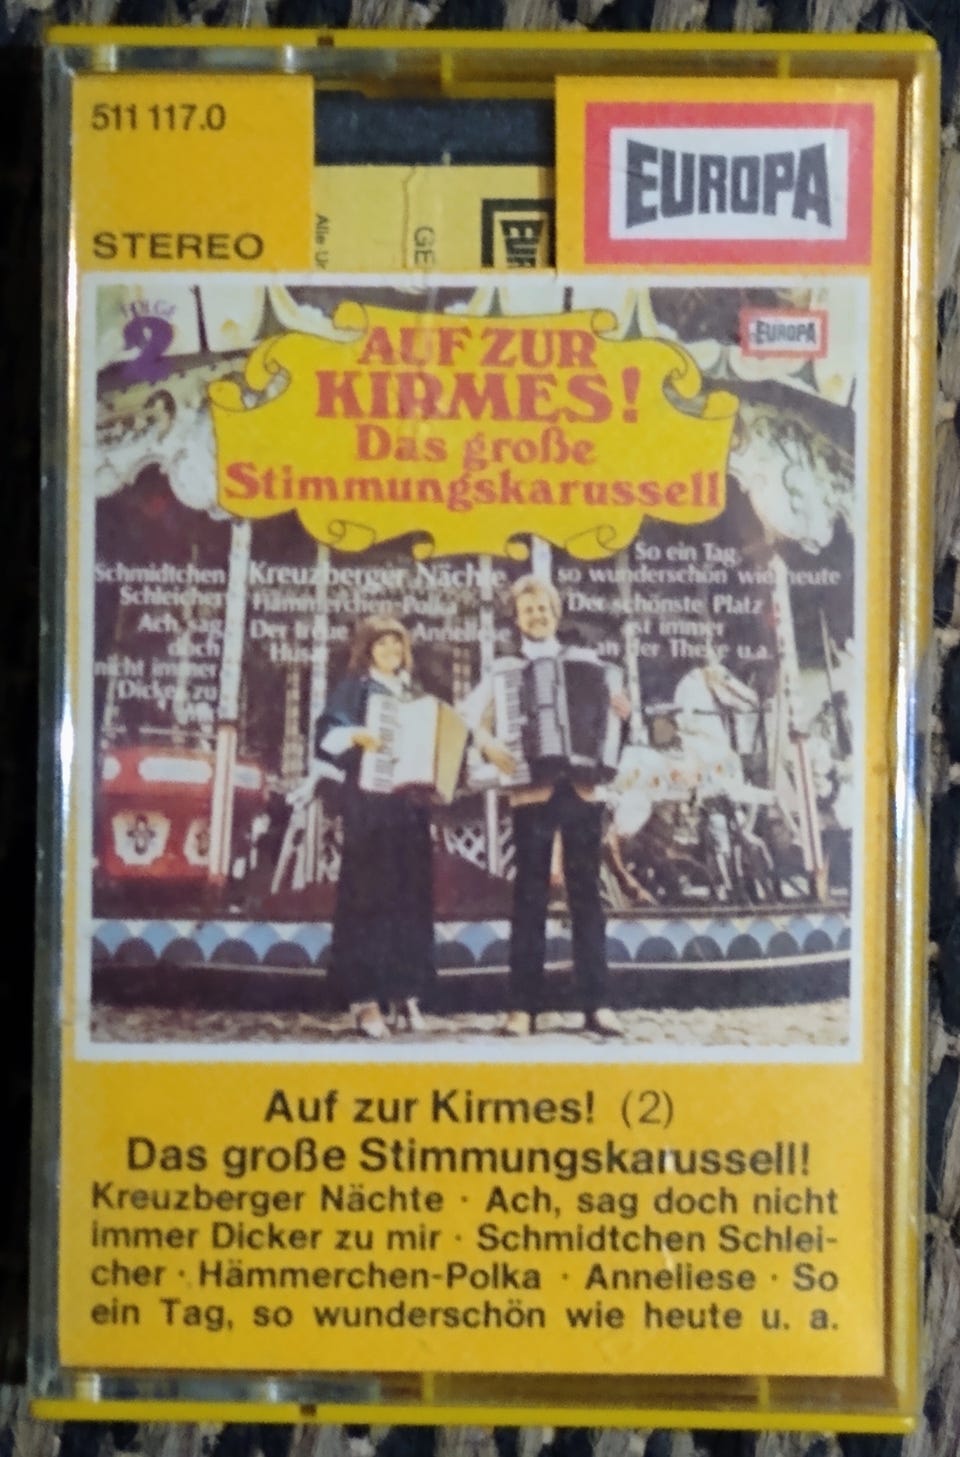 511 117.0
STEREO
EUROPA
Alle Ur
GE
FOLGE
2
EUROPA
AUF ZUR
KIRMES!
Das große
Stimmungskarussell
Schmidtchen
Schleicher
Ach, sag
doch
nicht immer
Dicker zu
Kreuzberger Nächte
Hämmerchen-Polka
Der treue Anneliese
Husar
So ein Tag,
so wunderschön wie heute
Der schönste Platz
ist immer
an der Theke u.a.
Auf zur Kirmes! (2)
Das große Stimmungskarussell!
Kreuzberger Nächte · Ach, sag doch nicht
immer Dicker zu mir · Schmidtchen Schlei-
cher · Hämmerchen-Polka · Anneliese · So
ein Tag, so wunderschön wie heute u. a.